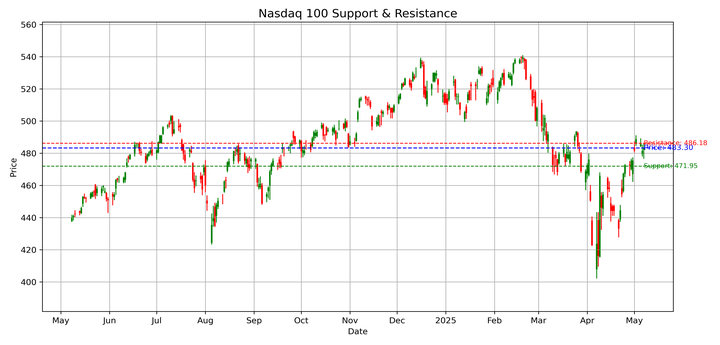 Nasdaq 100 Support & Resistance
Price
560
540
520
500
480
460
440
420
400
Resistance: 486.18
Price: 483.30
Support: 471.95
May Jun Jul Aug Sep Oct Nov Dec 2025 Feb Mar Apr May
Date